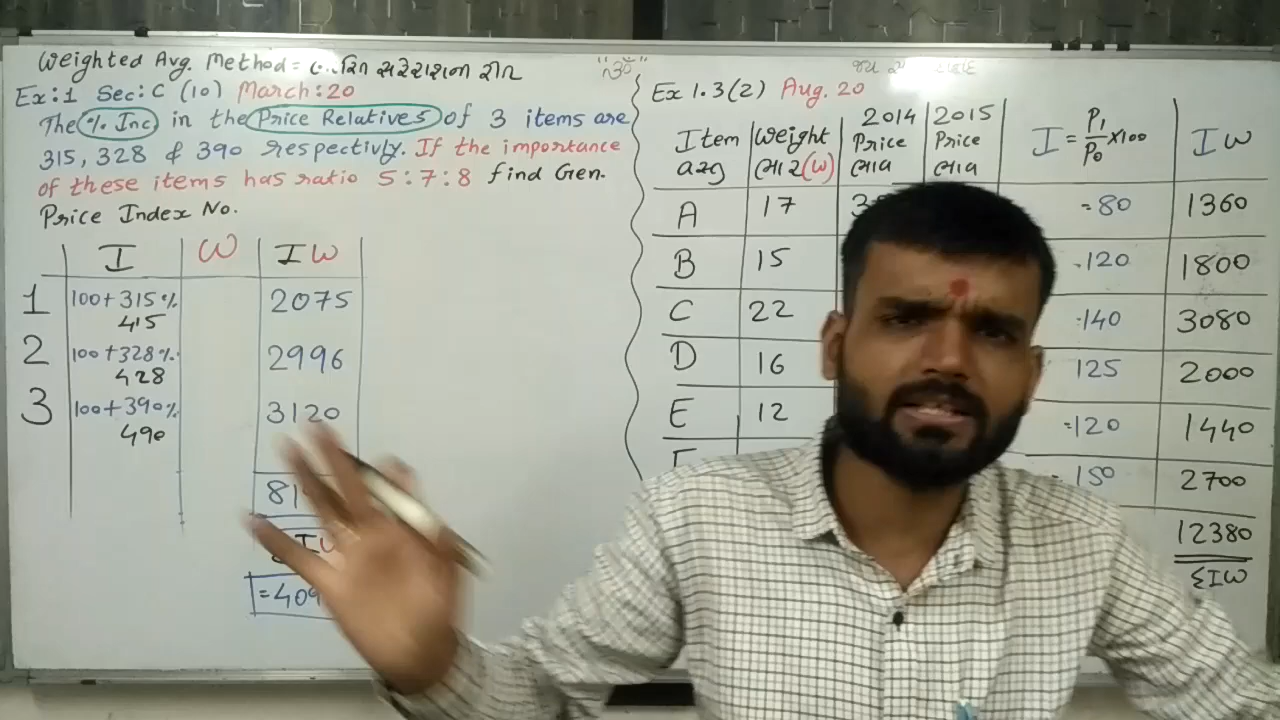 Weighted Avg. Method = સરેરાશની રીત
Ex:1 Sec:C (10) March:20
The % Inc in the Price Relatives of 3 items are
315, 328 & 390 respectivly. If the importance
of these items has ratio 5:7:8 find Gen.
Price Index No.
I W IW
1 100+315% 2075
415
2 100+328% 2996
428
3 100+390% 3120
490
=409
Ex 1.3(2) Aug. 20
Item Weight 2014 Price 2015 Price I = P1/P0 x100 IW
ભાર (W) ભાવ ભાવ
A 17 =80 1360
B 15 =120 1800
C 22 =140 3080
D 16 125 2000
E 12 =120 1440
=150 2700
12380
ΣIW